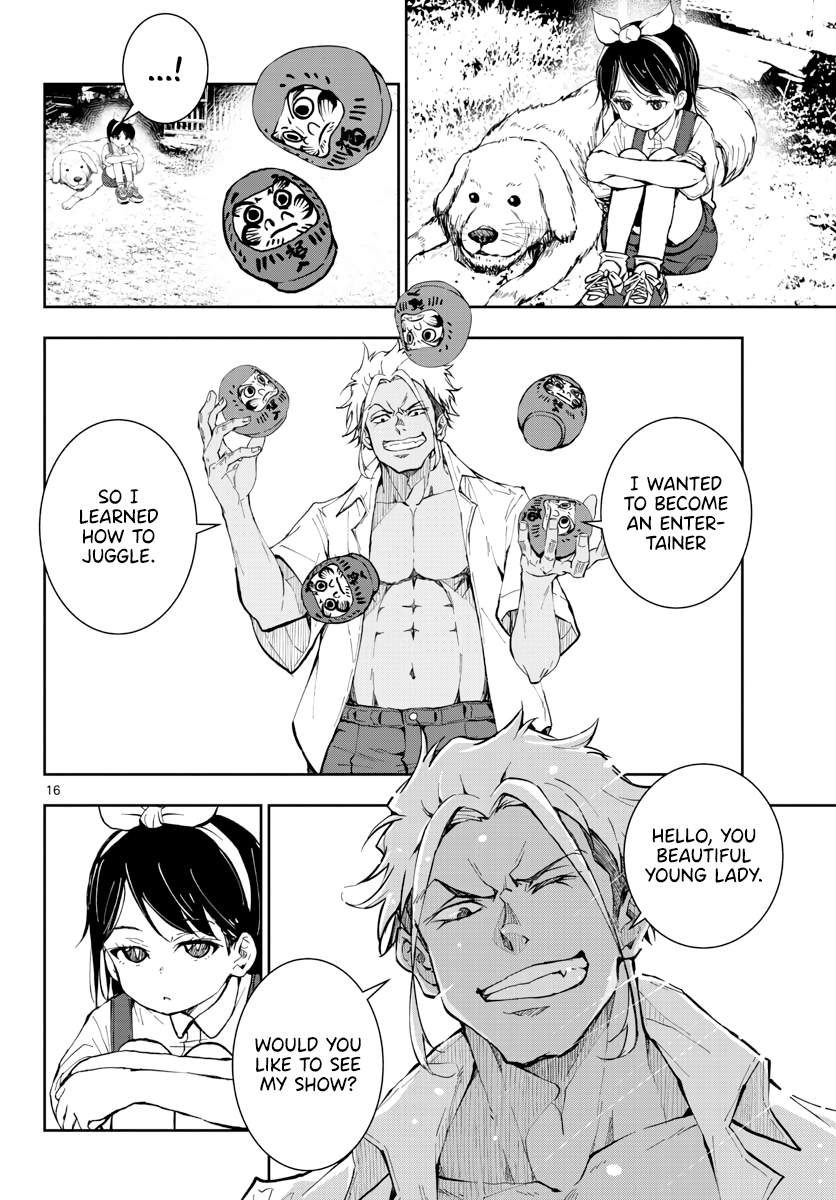 ....!
I WANTED
TO BECOME
AN ENTER-
TAINER
SO I
LEARNED
HOW TO
JUGGLE.
16
HELLO, YOU
BEAUTIFUL
YOUNG LADY.
WOULD YOU
LIKE TO SEE
MY SHOW?